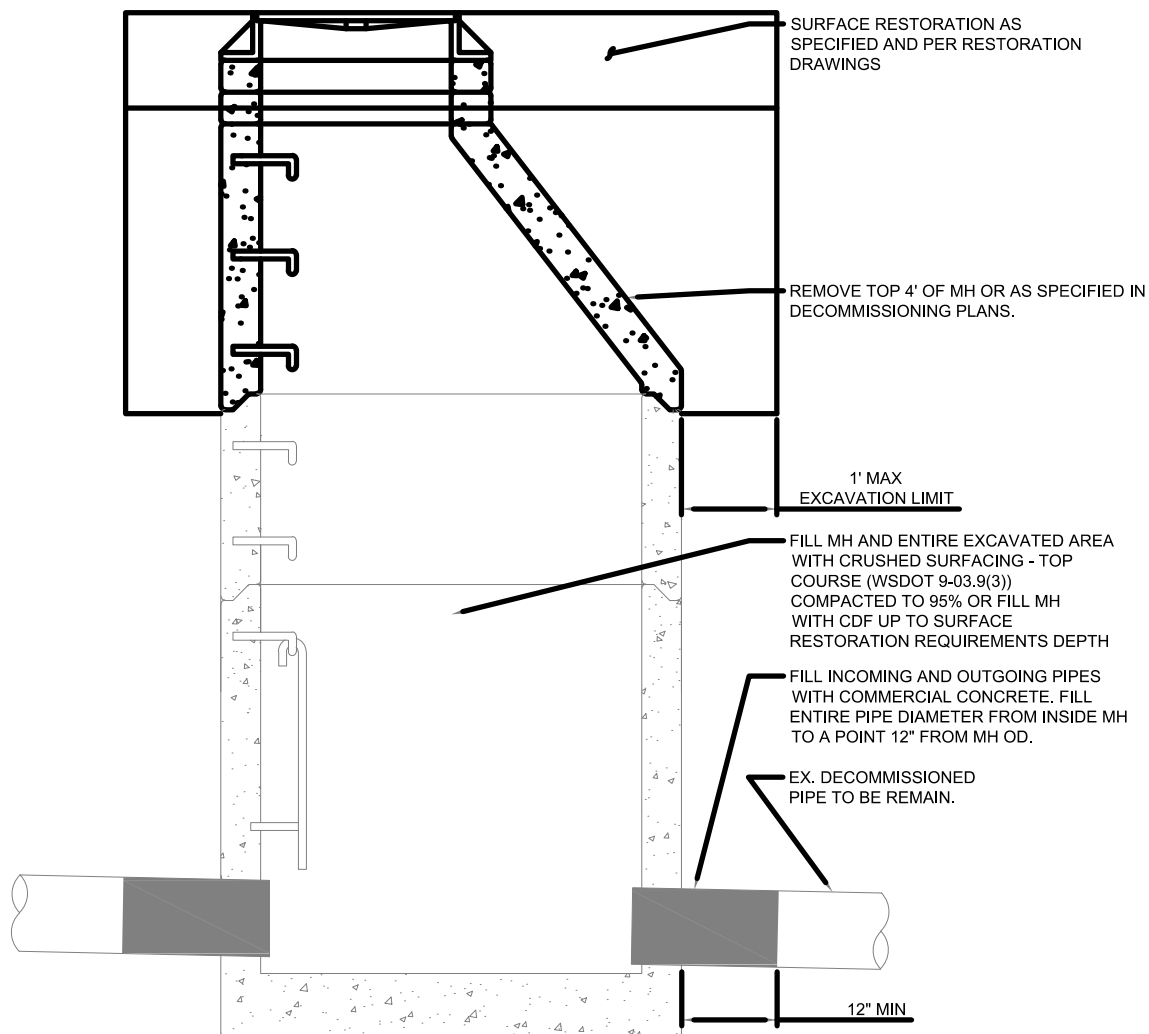 SURFACE RESTORATION AS
SPECIFIED AND PER RESTORATION
DRAWINGS
REMOVE TOP 4' OF MH OR AS SPECIFIED IN
DECOMMISSIONING PLANS.
1' MAX
EXCAVATION LIMIT
FILL MH AND ENTIRE EXCAVATED AREA
WITH CRUSHED SURFACING - TOP
COURSE (WSDOT 9-03.9(3))
COMPACTED TO 95% OR FILL MH
WITH CDF UP TO SURFACE
RESTORATION REQUIREMENTS DEPTH
FILL INCOMING AND OUTGOING PIPES
WITH COMMERCIAL CONCRETE. FILL
ENTIRE PIPE DIAMETER FROM INSIDE MH
TO A POINT 12" FROM MH OD.
EX. DECOMMISSIONED
PIPE TO BE REMAIN.
12" MIN